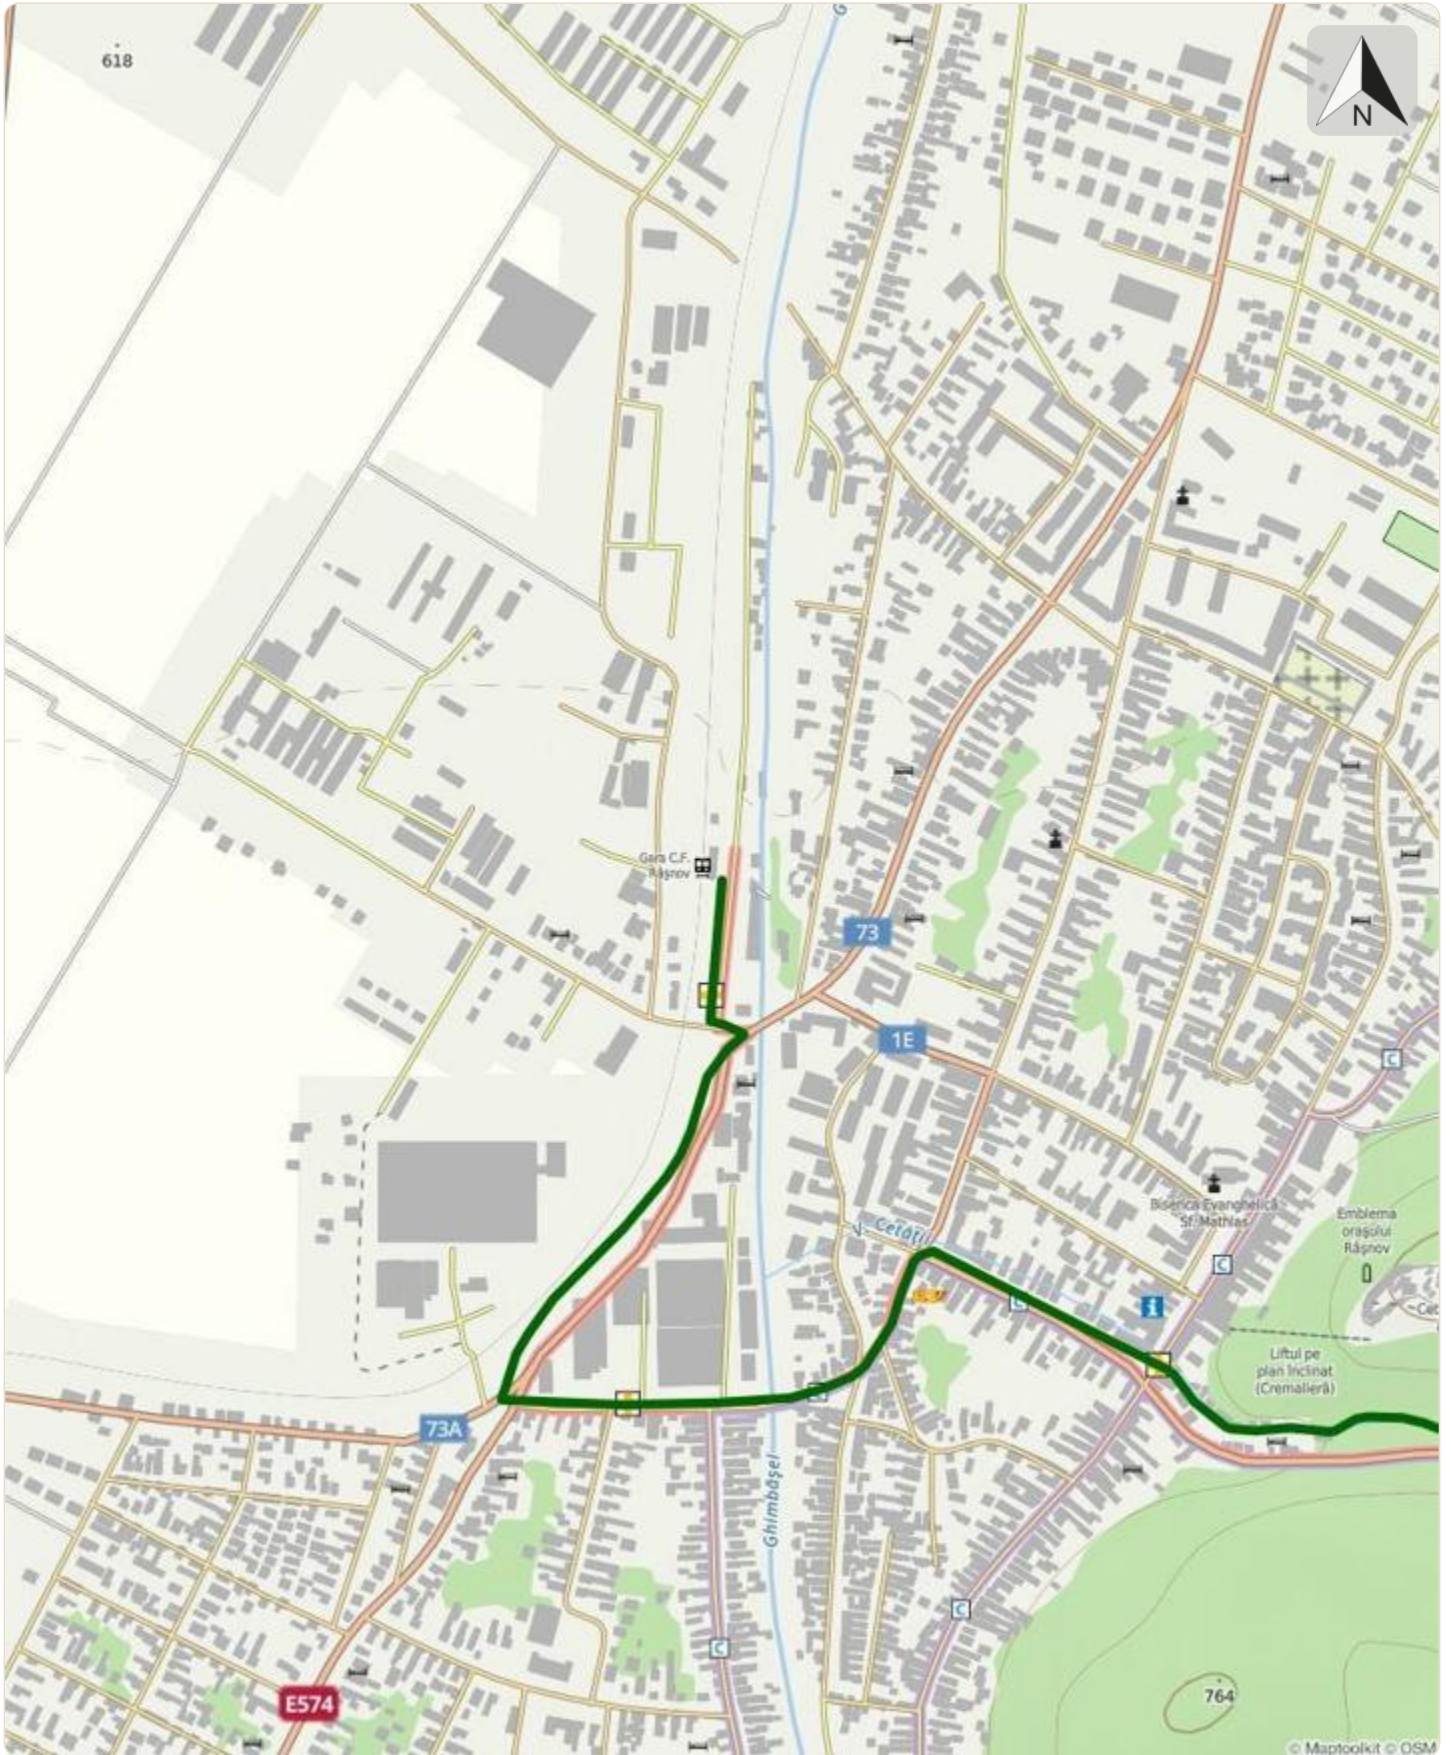 G
618
N
Gara C.F.
Râșnov
73
1E
V. Cetății
Biserica Evanghelică
Sf. Mathias
Emblema
orașului
Râșnov
C
C
C
i
Cet
Liftul pe
plan înclinat
(Cremalieră)
73A
Ghimbășel
C
C
E574
764
© Maptoolkit © OSM